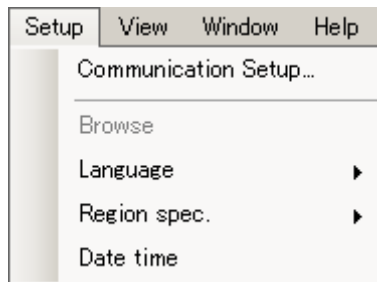 Setup View Window Help
Communication Setup...
Browse
Language
Region spec.
Date time